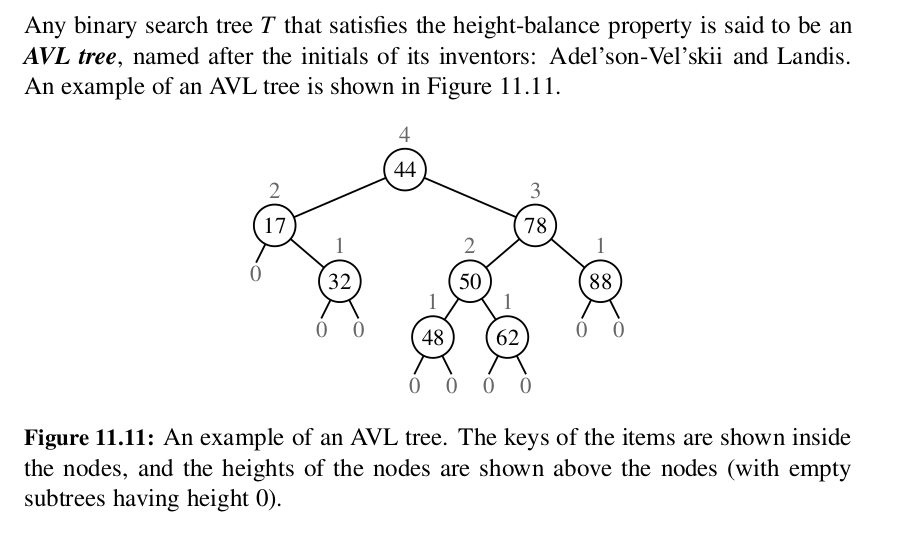 Any binary search tree T that satisfies the height-balance property is said to be an
AVL tree, named after the initials of its inventors: Adel'son-Vel'skii and Landis.
An example of an AVL tree is shown in Figure 11.11.
4
44
2
3
17
78
1
2
1
0
32
50
88
1
1
0 0
48
62
0 0
0 0 0 0
Figure 11.11: An example of an AVL tree. The keys of the items are shown inside
the nodes, and the heights of the nodes are shown above the nodes (with empty
subtrees having height 0).